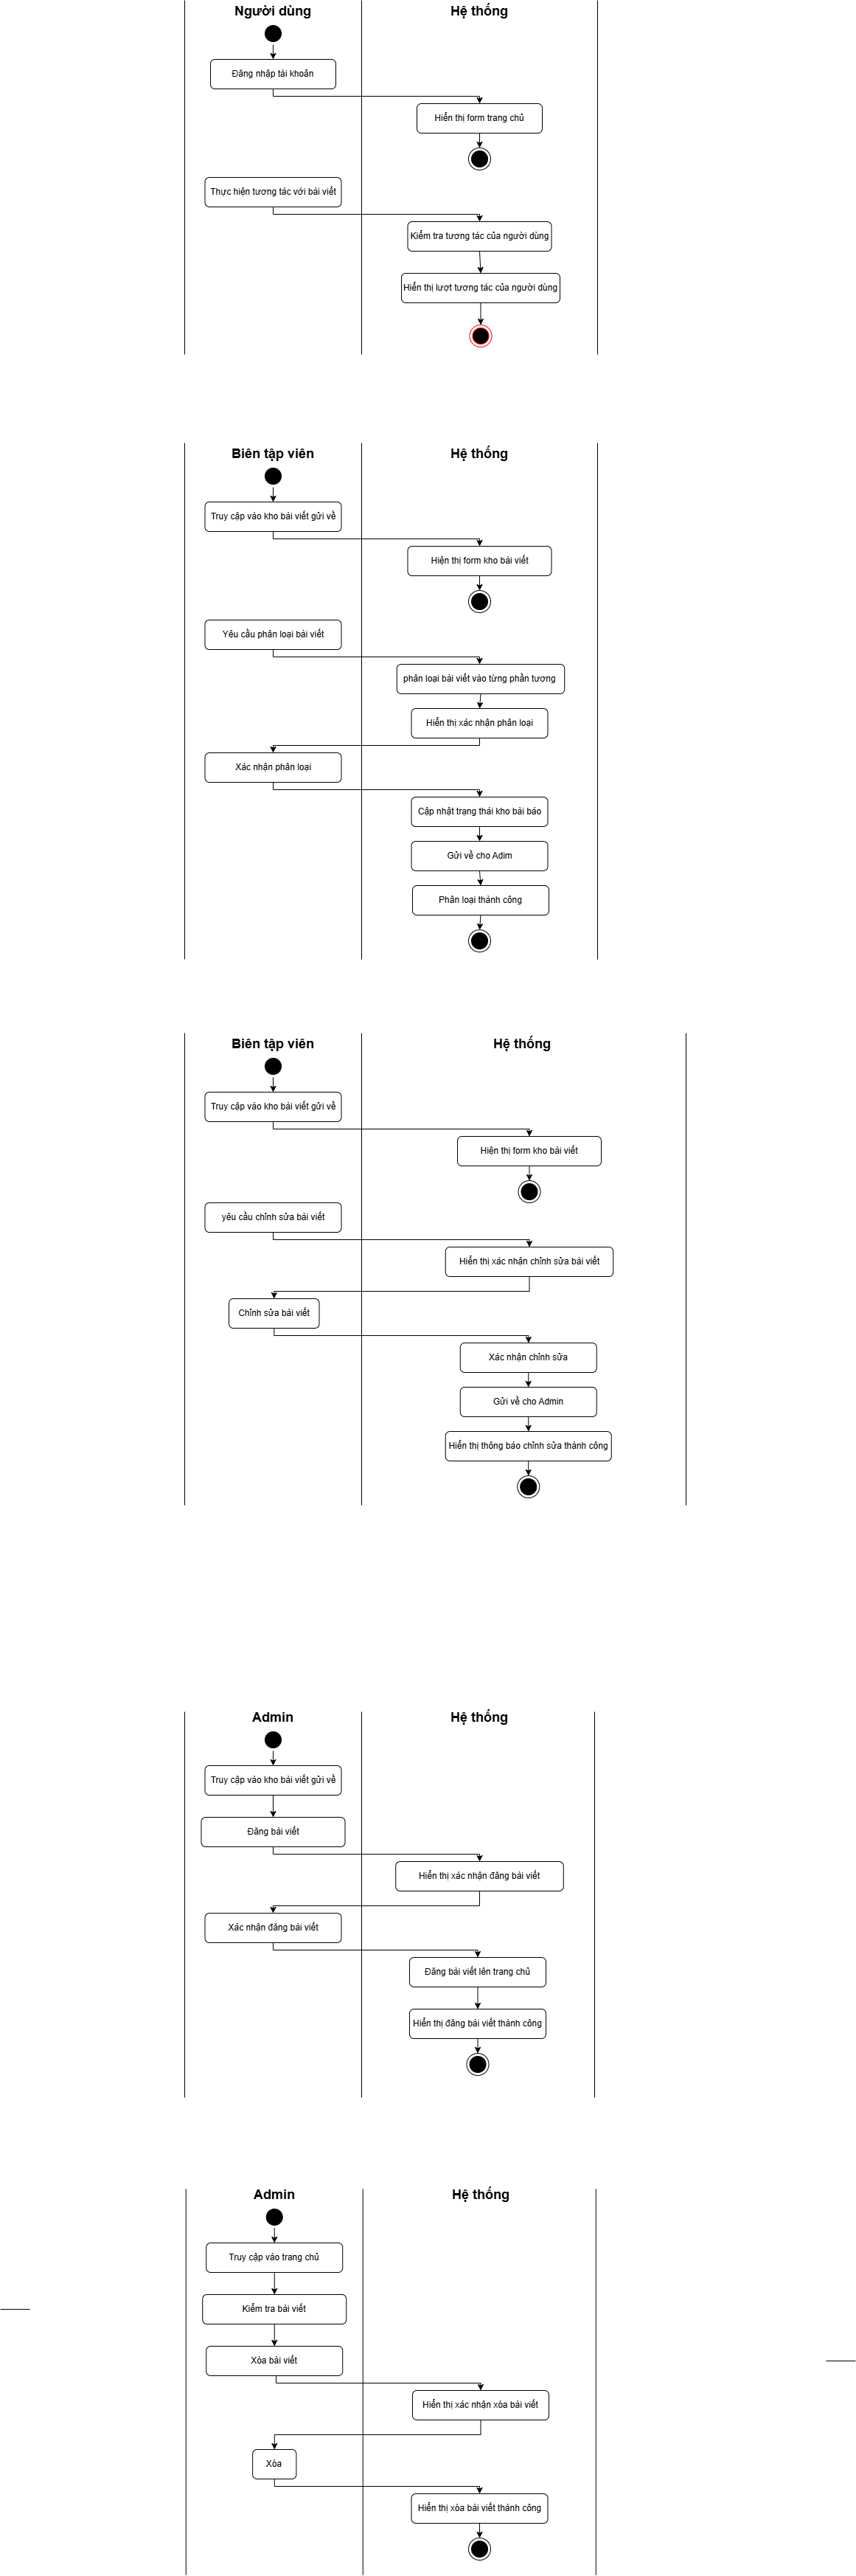 Người dùng
Hệ thống
Đăng nhập tài khoản
Hiển thị form trang chủ
Thực hiện tương tác với bài viết
Kiểm tra tương tác của người dùng
Hiển thị lượt tương tác của người dùng
Biên tập viên
Hệ thống
Truy cập vào kho bài viết gửi về
Hiện thị form kho bài viết
Yêu cầu phân loại bài viết
phân loại bài viết vào từng phần tương
Hiển thị xác nhận phân loại
Xác nhận phân loại
Cập nhật trạng thái kho bài báo
Gửi về cho Adim
Phân loại thành công
Biên tập viên
Hệ thống
Truy cập vào kho bài viết gửi về
Hiện thị form kho bài viết
yêu cầu chỉnh sửa bài viết
Hiển thị xác nhận chỉnh sửa bài viết
Chỉnh sửa bài viết
Xác nhận chỉnh sửa
Gửi về cho Admin
Hiển thị thông báo chỉnh sửa thành công
Admin
Hệ thống
Truy cập vào kho bài viết gửi về
Đăng bài viết
Hiển thị xác nhận đăng bài viết
Xác nhận đăng bài viết
Đăng bài viết lên trang chủ
Hiển thị đăng bài viết thành công
Admin
Hệ thống
Truy cập vào trang chủ
Kiểm tra bài viết
Xóa bài viết
Hiển thị xác nhận xóa bài viết
Xóa
Hiển thị xóa bài viết thành công